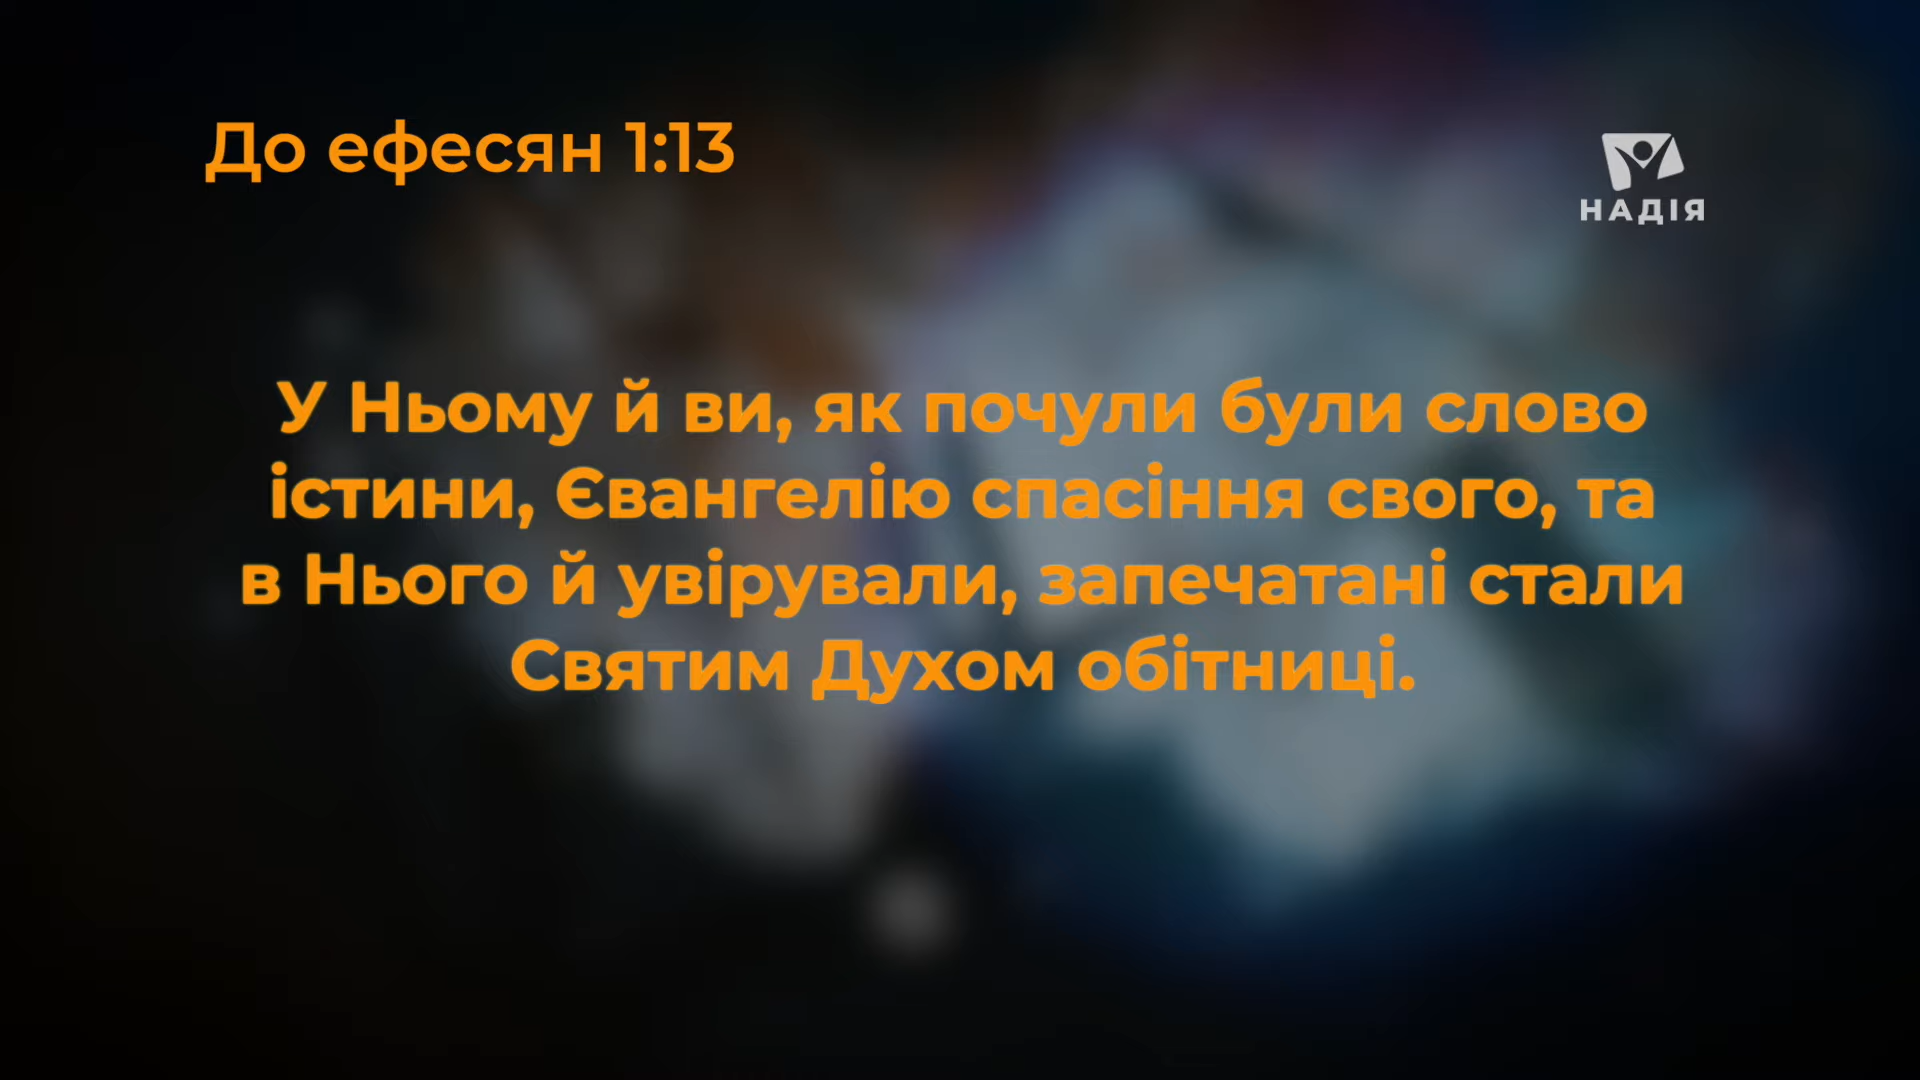 До ефесян 1:13
НАДІЯ
У Ньому й ви, як почули були слово
істини, Євангелію спасіння свого, та
в Нього й увірували, запечатані стали
Святим Духом обітниці.